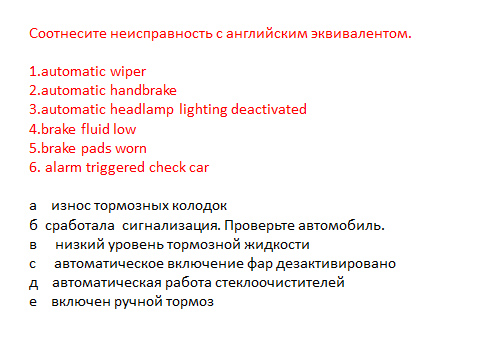 Соотнесите неисправность с английским эквивалентом.
1.automatic wiper
2.automatic handbrake
3.automatic headlamp lighting deactivated
4.brake fluid low
5.brake pads worn
6. alarm triggered check car
а износ тормозных колодок
б сработала сигнализация. Проверьте автомобиль.
в низкий уровень тормозной жидкости
с автоматическое включение фар дезактивировано
д автоматическая работа стеклоочистителей
е включен ручной тормоз